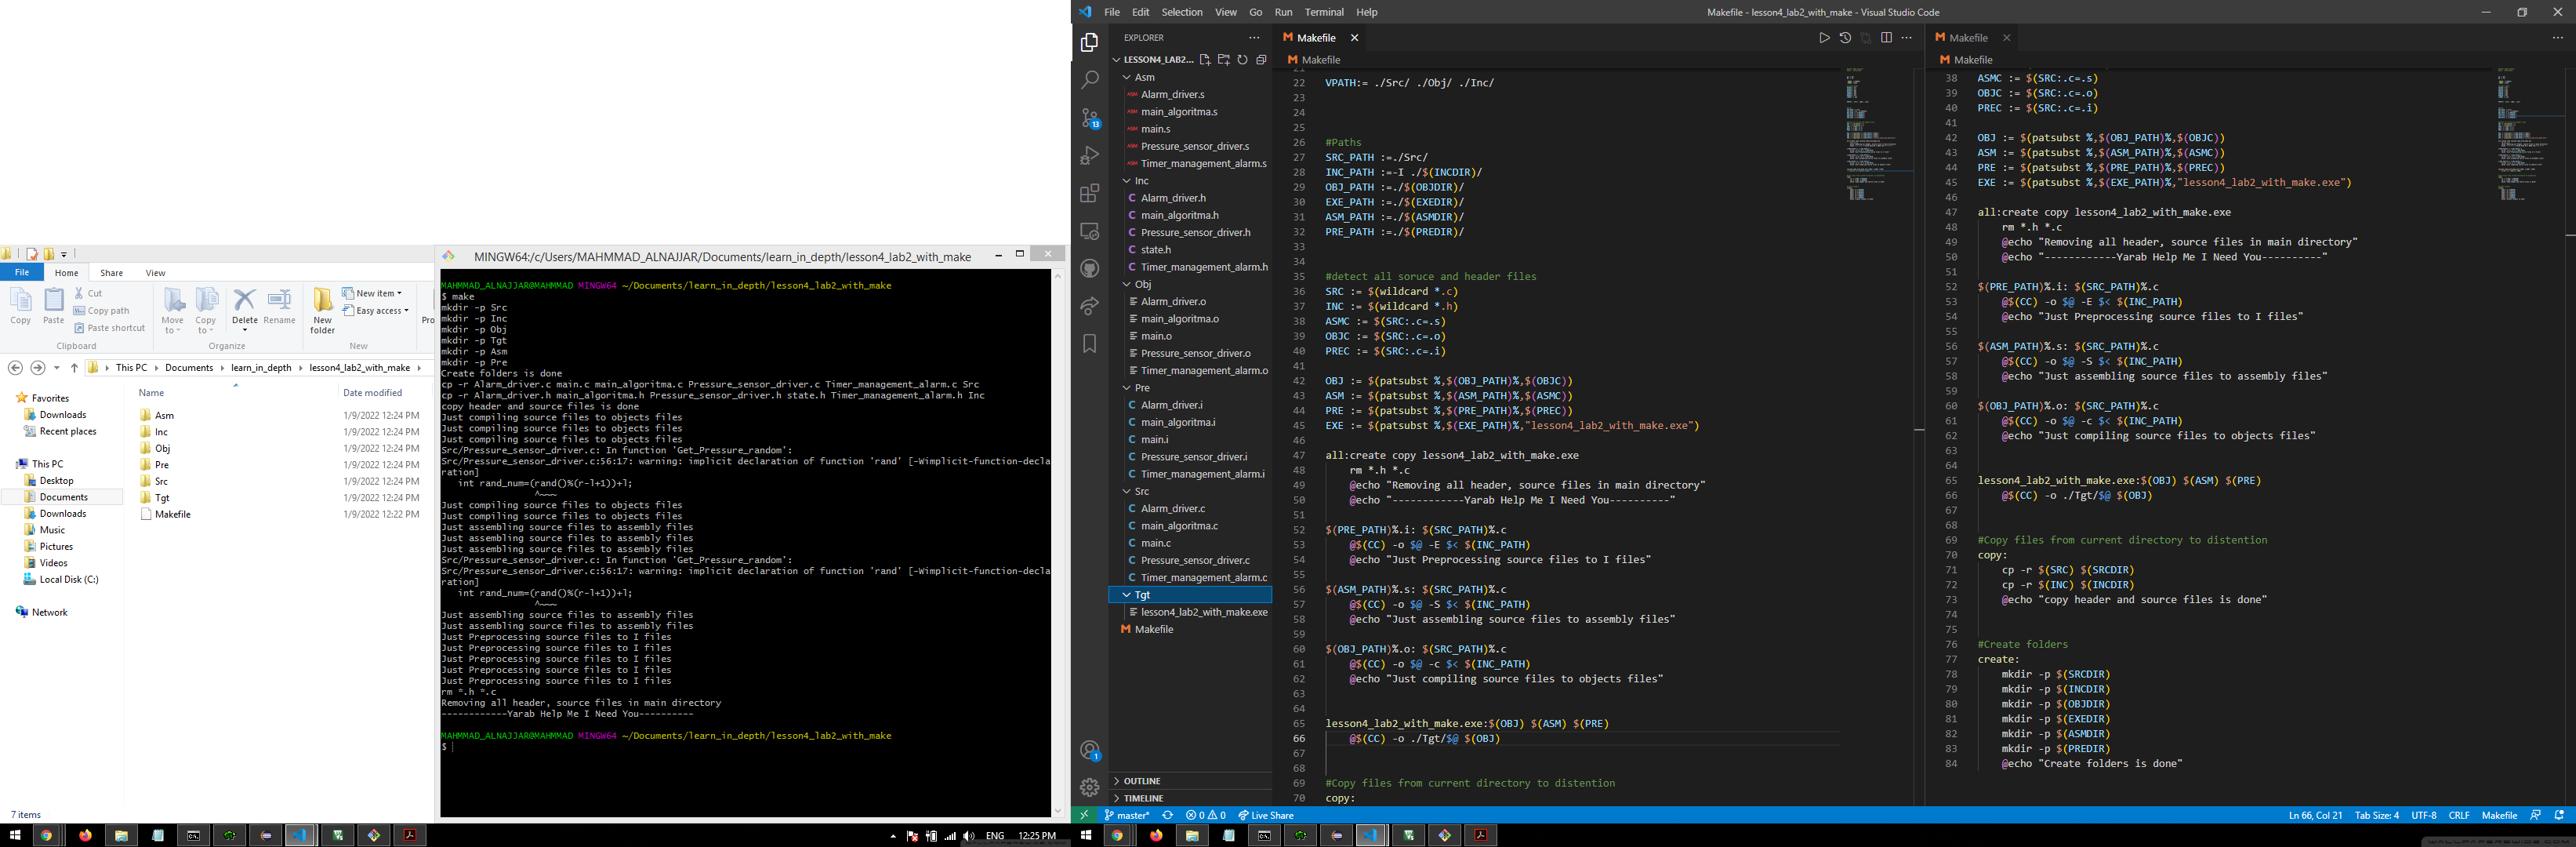 File
Home
Share
View
Copy
Paste
Cut
Copy path
Paste shortcut
Clipboard
Move to
Copy to
Delete
Rename
Organize
New folder
New item
Easy access
New
Pro
This PC
Documents
learn_in_depth
lesson4_lab2_with_make
Favorites
Downloads
Recent places
This PC
Desktop
Documents
Downloads
Music
Pictures
Videos
Local Disk (C:)
Network
Name
Date modified
Asm 1/9/2022 12:24 PM
Inc 1/9/2022 12:24 PM
Obj 1/9/2022 12:24 PM
Pre 1/9/2022 12:24 PM
Src 1/9/2022 12:24 PM
Tgt 1/9/2022 12:24 PM
Makefile 1/9/2022 12:22 PM
7 items
MINGW64:/c/Users/MAHMMAD_ALNAJJAR/Documents/learn_in_depth/lesson4_lab2_with_make
MAHMMAD_ALNAJJAR@MAHMMAD MINGW64 ~/Documents/learn_in_depth/lesson4_lab2_with_make
$ make
mkdir -p Src
mkdir -p Inc
mkdir -p Obj
mkdir -p Tgt
mkdir -p Asm
mkdir -p Pre
Create folders is done
cp -r Alarm_driver.c main.c main_algoritma.c Pressure_sensor_driver.c Timer_management_alarm.c Src
cp -r Alarm_driver.h main_algoritma.h Pressure_sensor_driver.h state.h Timer_management_alarm.h Inc
copy header and source files is done
Just compiling source files to objects files
Just compiling source files to objects files
Just compiling source files to objects files
Src/Pressure_sensor_driver.c: In function 'Get_Pressure_random':
Src/Pressure_sensor_driver.c:56:17: warning: implicit declaration of function 'rand' [-Wimplicit-function-decla
ration]
int rand_num=(rand()%(r-l+1))+l;
^~~~
Just compiling source files to objects files
Just compiling source files to objects files
Just assembling source files to assembly files
Just assembling source files to assembly files
Just assembling source files to assembly files
Src/Pressure_sensor_driver.c: In function 'Get_Pressure_random':
Src/Pressure_sensor_driver.c:56:17: warning: implicit declaration of function 'rand' [-Wimplicit-function-decla
ration]
int rand_num=(rand()%(r-l+1))+l;
^~~~
Just assembling source files to assembly files
Just assembling source files to assembly files
Just Preprocessing source files to I files
Just Preprocessing source files to I files
Just Preprocessing source files to I files
Just Preprocessing source files to I files
Just Preprocessing source files to I files
rm *.h *.c
Removing all header, source files in main directory
------------Yarab Help Me I Need You----------
MAHMMAD_ALNAJJAR@MAHMMAD MINGW64 ~/Documents/learn_in_depth/lesson4_lab2_with_make
$
ENG 12:25 PM
File Edit Selection View Go Run Terminal Help
Makefile - lesson4_lab2_with_make - Visual Studio Code
13
1
EXPLORER
LESSON4_LAB2...
Asm
Alarm_driver.s
main_algoritma.s
main.s
Pressure_sensor_driver.s
Timer_management_alarm.s
Inc
Alarm_driver.h
main_algoritma.h
Pressure_sensor_driver.h
state.h
Timer_management_alarm.h
Obj
Alarm_driver.o
main_algoritma.o
main.o
Pressure_sensor_driver.o
Timer_management_alarm.o
Pre
Alarm_driver.i
main_algoritma.i
main.i
Pressure_sensor_driver.i
Timer_management_alarm.i
Src
Alarm_driver.c
main_algoritma.c
main.c
Pressure_sensor_driver.c
Timer_management_alarm.c
Tgt
lesson4_lab2_with_make.exe
Makefile
OUTLINE
TIMELINE
Makefile
Makefile
21
22 VPATH:= ./Src/ ./Obj/ ./Inc/
23
24
25
26 #Paths
27 SRC_PATH :=./Src/
28 INC_PATH :=-I ./$(INCDIR)/
29 OBJ_PATH :=./$(OBJDIR)/
30 EXE_PATH :=./$(EXEDIR)/
31 ASM_PATH :=./$(ASMDIR)/
32 PRE_PATH :=./$(PREDIR)/
33
34
35 #detect all soruce and header files
36 SRC := $(wildcard *.c)
37 INC := $(wildcard *.h)
38 ASMC := $(SRC:.c=.s)
39 OBJC := $(SRC:.c=.o)
40 PREC := $(SRC:.c=.i)
41
42 OBJ := $(patsubst %,$(OBJ_PATH)%,$(OBJC))
43 ASM := $(patsubst %,$(ASM_PATH)%,$(ASMC))
44 PRE := $(patsubst %,$(PRE_PATH)%,$(PREC))
45 EXE := $(patsubst %,$(EXE_PATH)%,"lesson4_lab2_with_make.exe")
46
47 all:create copy lesson4_lab2_with_make.exe
48 rm *.h *.c
49 @echo "Removing all header, source files in main directory"
50 @echo "------------Yarab Help Me I Need You----------"
51
52 $(PRE_PATH)%.i: $(SRC_PATH)%.c
53 @$(CC) -o $@ -E $< $(INC_PATH)
54 @echo "Just Preprocessing source files to I files"
55
56 $(ASM_PATH)%.s: $(SRC_PATH)%.c
57 @$(CC) -o $@ -S $< $(INC_PATH)
58 @echo "Just assembling source files to assembly files"
59
60 $(OBJ_PATH)%.o: $(SRC_PATH)%.c
61 @$(CC) -o $@ -c $< $(INC_PATH)
62 @echo "Just compiling source files to objects files"
63
64
65 lesson4_lab2_with_make.exe:$(OBJ) $(ASM) $(PRE)
66 @$(CC) -o ./Tgt/$@ $(OBJ)
67
68
69 #Copy files from current directory to distention
70 copy:
Makefile
Makefile
38 ASMC := $(SRC:.c=.s)
39 OBJC := $(SRC:.c=.o)
40 PREC := $(SRC:.c=.i)
41
42 OBJ := $(patsubst %,$(OBJ_PATH)%,$(OBJC))
43 ASM := $(patsubst %,$(ASM_PATH)%,$(ASMC))
44 PRE := $(patsubst %,$(PRE_PATH)%,$(PREC))
45 EXE := $(patsubst %,$(EXE_PATH)%,"lesson4_lab2_with_make.exe")
46
47 all:create copy lesson4_lab2_with_make.exe
48 rm *.h *.c
49 @echo "Removing all header, source files in main directory"
50 @echo "------------Yarab Help Me I Need You----------"
51
52 $(PRE_PATH)%.i: $(SRC_PATH)%.c
53 @$(CC) -o $@ -E $< $(INC_PATH)
54 @echo "Just Preprocessing source files to I files"
55
56 $(ASM_PATH)%.s: $(SRC_PATH)%.c
57 @$(CC) -o $@ -S $< $(INC_PATH)
58 @echo "Just assembling source files to assembly files"
59
60 $(OBJ_PATH)%.o: $(SRC_PATH)%.c
61 @$(CC) -o $@ -c $< $(INC_PATH)
62 @echo "Just compiling source files to objects files"
63
64
65 lesson4_lab2_with_make.exe:$(OBJ) $(ASM) $(PRE)
66 @$(CC) -o ./Tgt/$@ $(OBJ)
67
68
69 #Copy files from current directory to distention
70 copy:
71 cp -r $(SRC) $(SRCDIR)
72 cp -r $(INC) $(INCDIR)
73 @echo "copy header and source files is done"
74
75
76 #Create folders
77 create:
78 mkdir -p $(SRCDIR)
79 mkdir -p $(INCDIR)
80 mkdir -p $(OBJDIR)
81 mkdir -p $(EXEDIR)
82 mkdir -p $(ASMDIR)
83 mkdir -p $(PREDIR)
84 @echo "Create folders is done"
master* 0 0 Live Share
Ln 66, Col 21 Tab Size: 4 UTF-8 CRLF Makefile